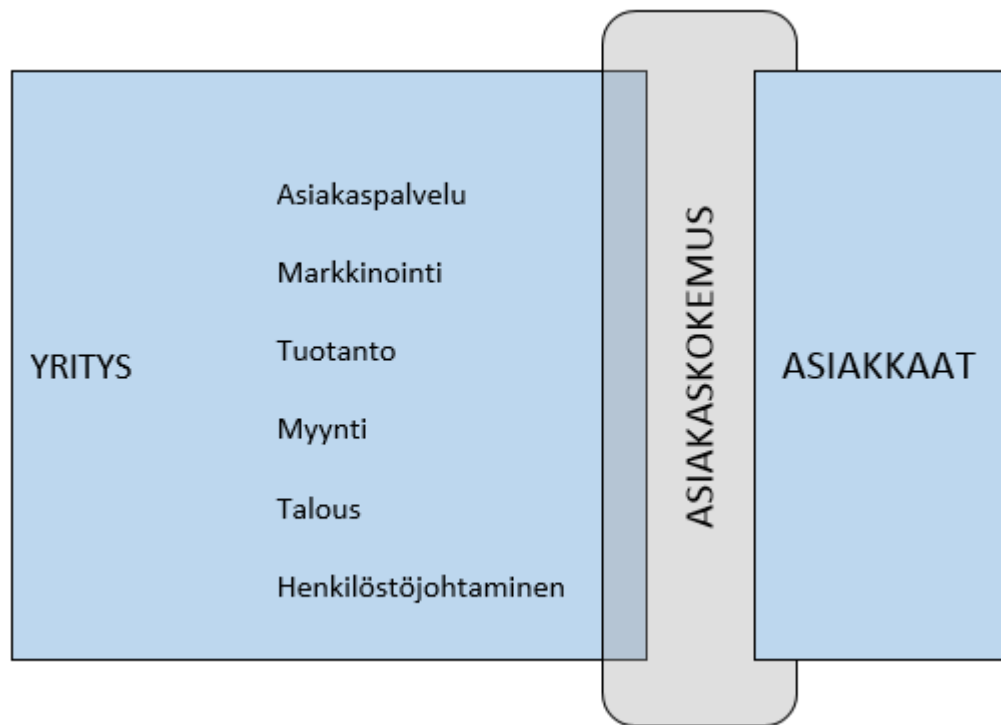 YRITYS
Asiakaspalvelu
Markkinointi
Tuotanto
Myynti
Talous
Henkilöstöjohtaminen
ASIAKASKOKEMUS
ASIAKKAAT